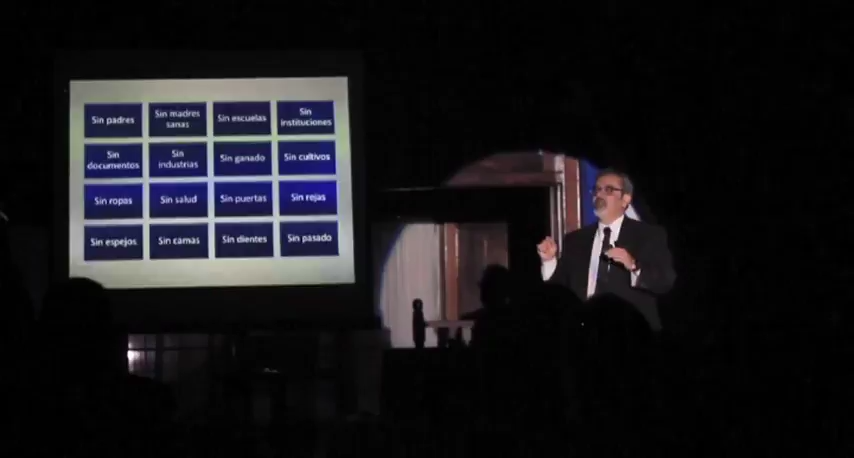 Sin padres
Sin madres
sanas
Sin escuelas
Sin
instituciones
Sin
documentos
Sin
industrias
Sin ganado
Sin cultivos
Sin ropas
Sin salud
Sin puertas
Sin rejas
Sin espejos
Sin camas
Sin dientes
Sin pasado